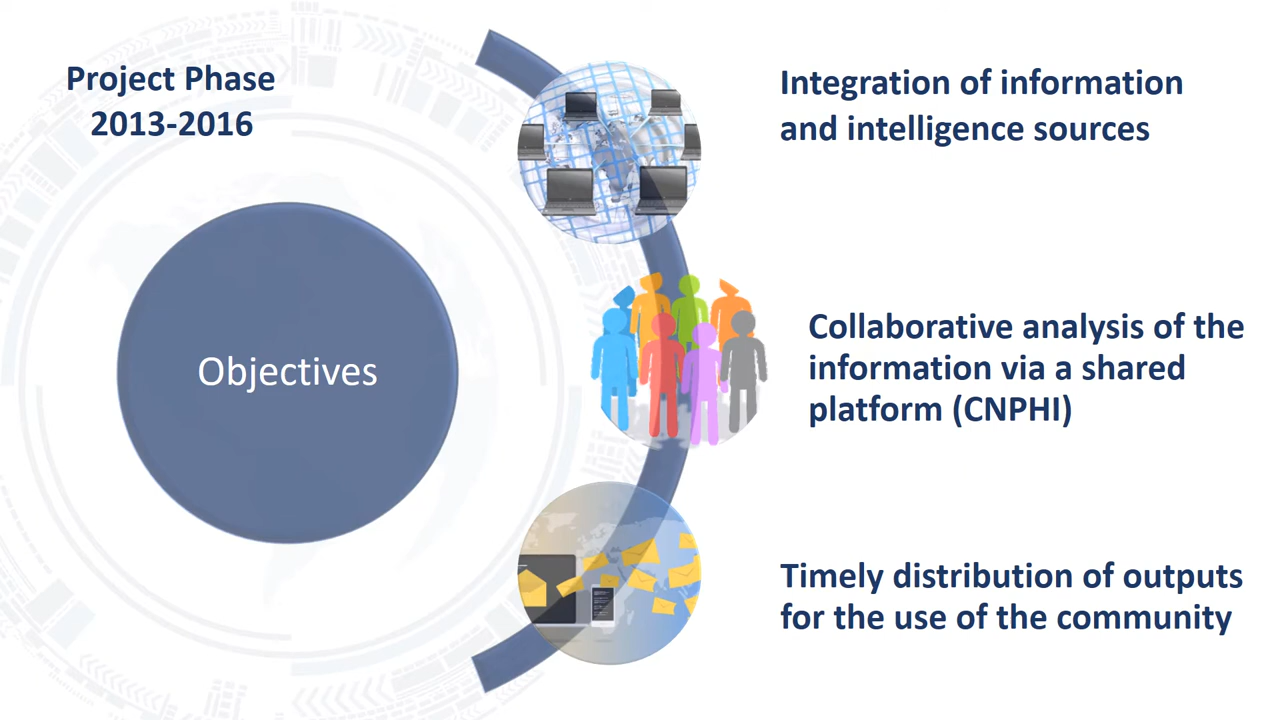 Project Phase
2013-2016
Objectives
Integration of information
and intelligence sources
Collaborative analysis of the
information via a shared
platform (CNPHI)
Timely distribution of outputs
for the use of the community